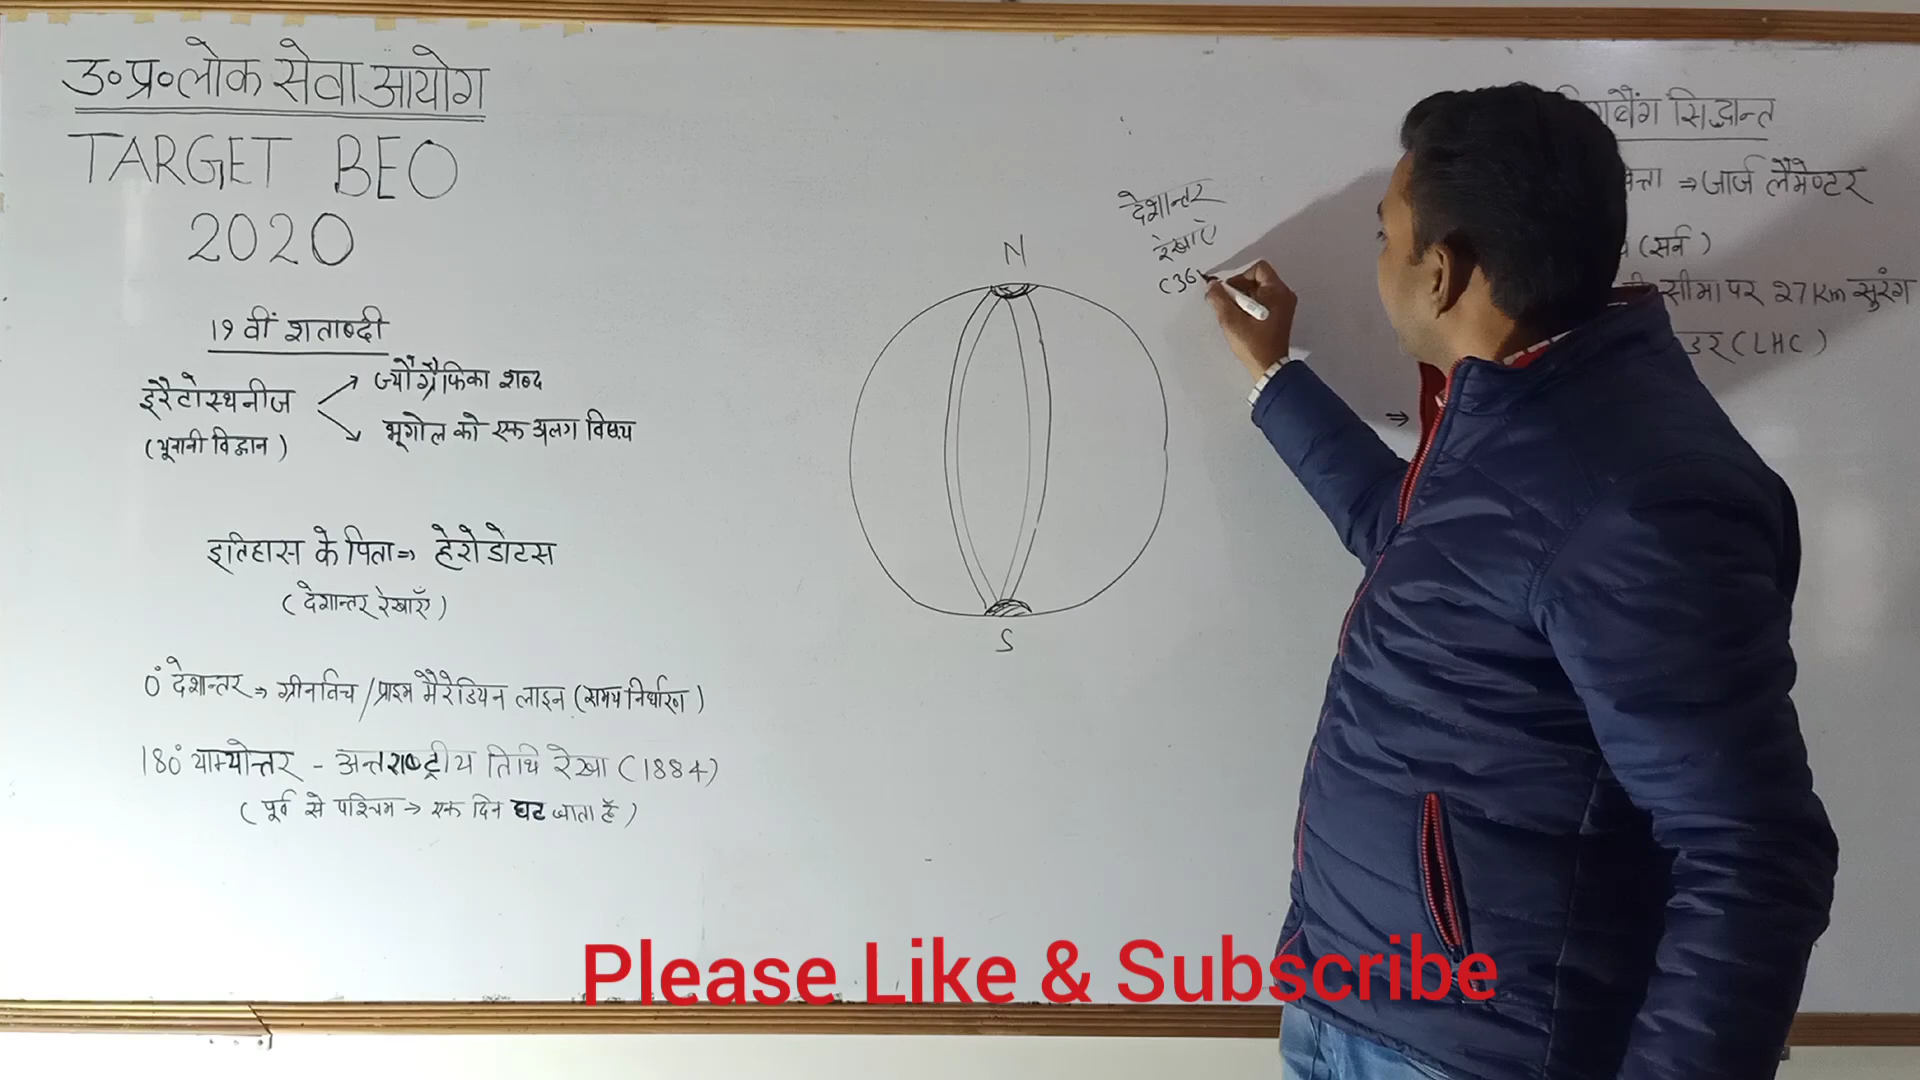 उ०प्र०लोक सेवा आयोग
TARGET BEO
2020
19 वीं शताब्दी
इरैटोस्थनीज
(यूनानी विद्वान)
ज्यौग्रैफिका शब्द
भूगोल को एक अलग विषय
इतिहास के पिता⇒ हेरोडोटस
(देशान्तर रेखाएँ)
0° देशान्तर ⇒ ग्रीनविच/प्राइम मैरेडियन लाइन (समय निर्धारण)
180° याम्योत्तर - अन्तराष्ट्रीय तिथि रेखा (1884)
(पूर्व से पश्चिम → एक दिन घट जाता है)
N
S
देशान्तर
रेखाएं
(36
सिद्धान्त
⇒ जार्ज लैमेण्टर
(सर्न)
सीमा पर 27 Km सुरंग
(LHC)
⇒
Please Like & Subscribe